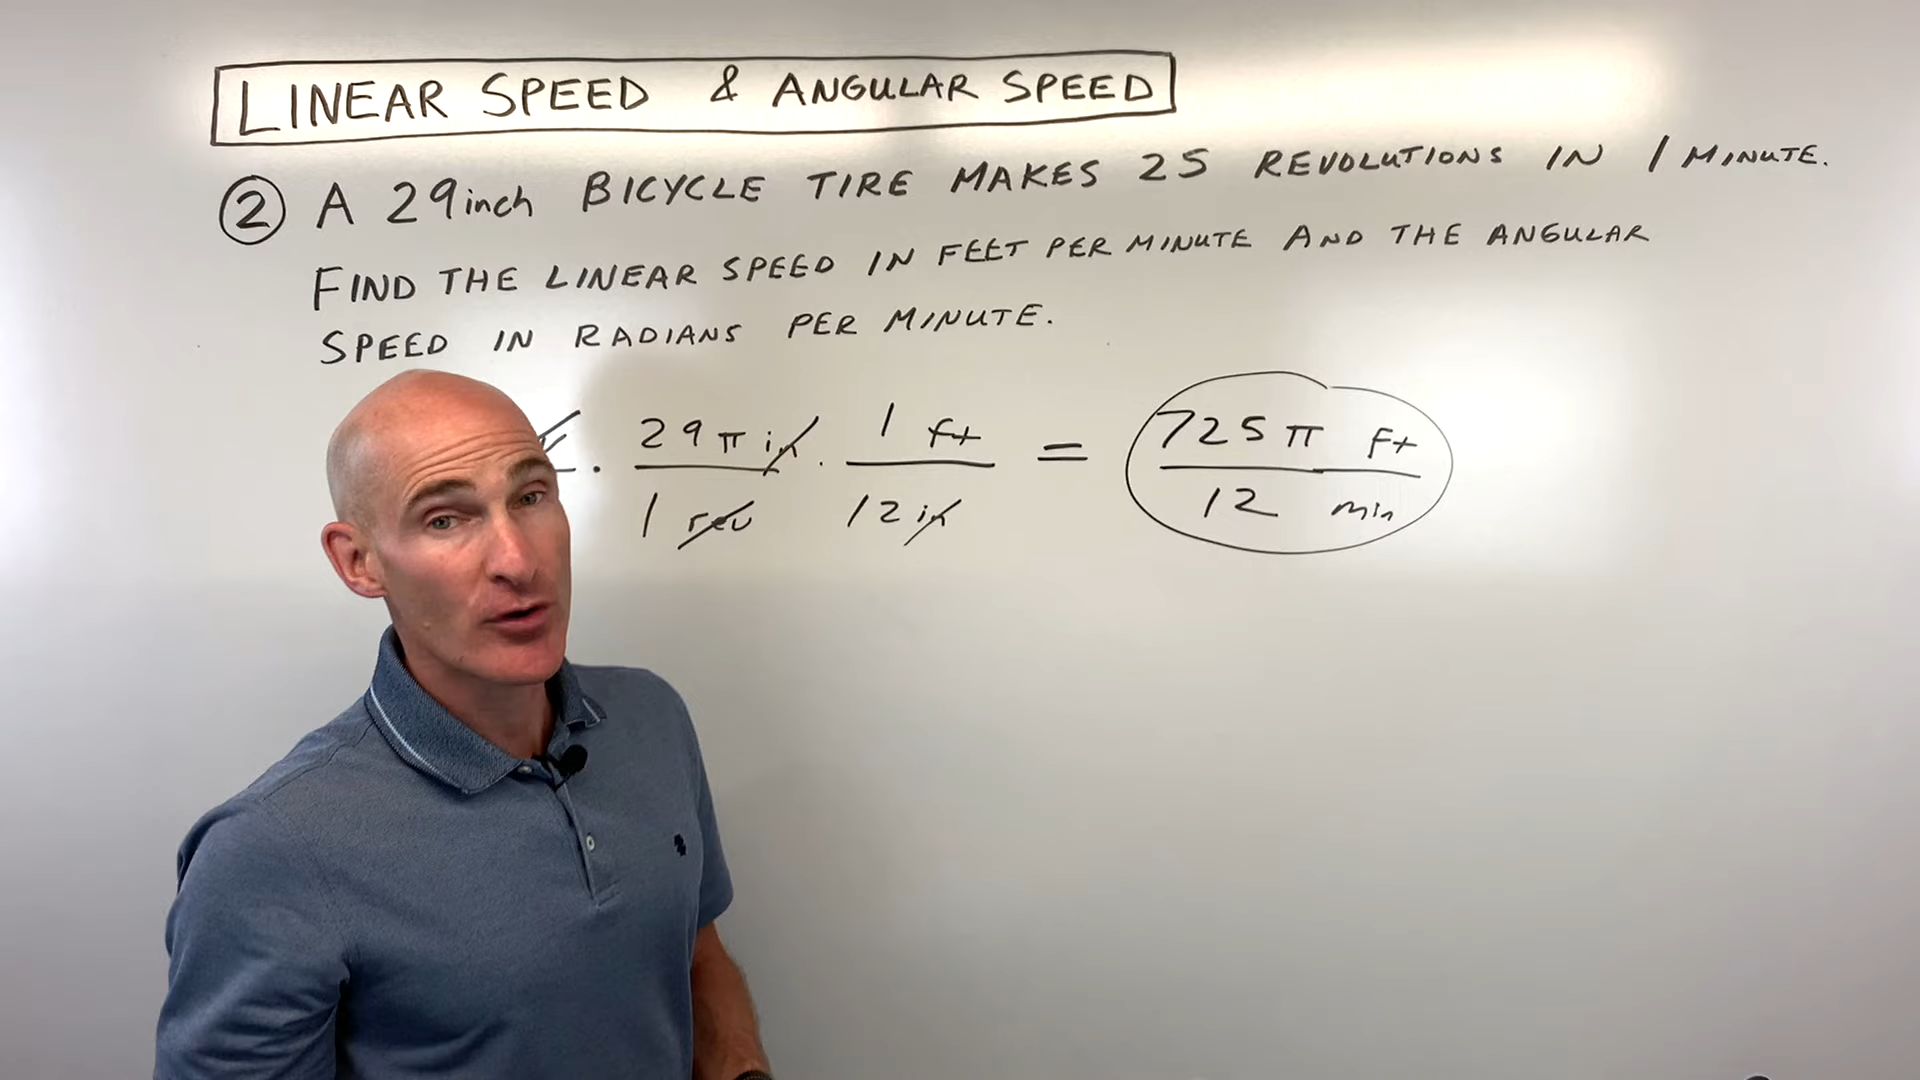 LINEAR SPEED & ANGULAR SPEED
② A 29inch BICYCLE TIRE MAKES 25 REVOLUTIONS IN 1 MINUTE.
FIND THE LINEAR SPEED IN FEET PER MINUTE AND THE ANGULAR
SPEED IN RADIANS PER MINUTE.
· 29π in · 1 ft = 725π ft
1 rev 12 in 12 min